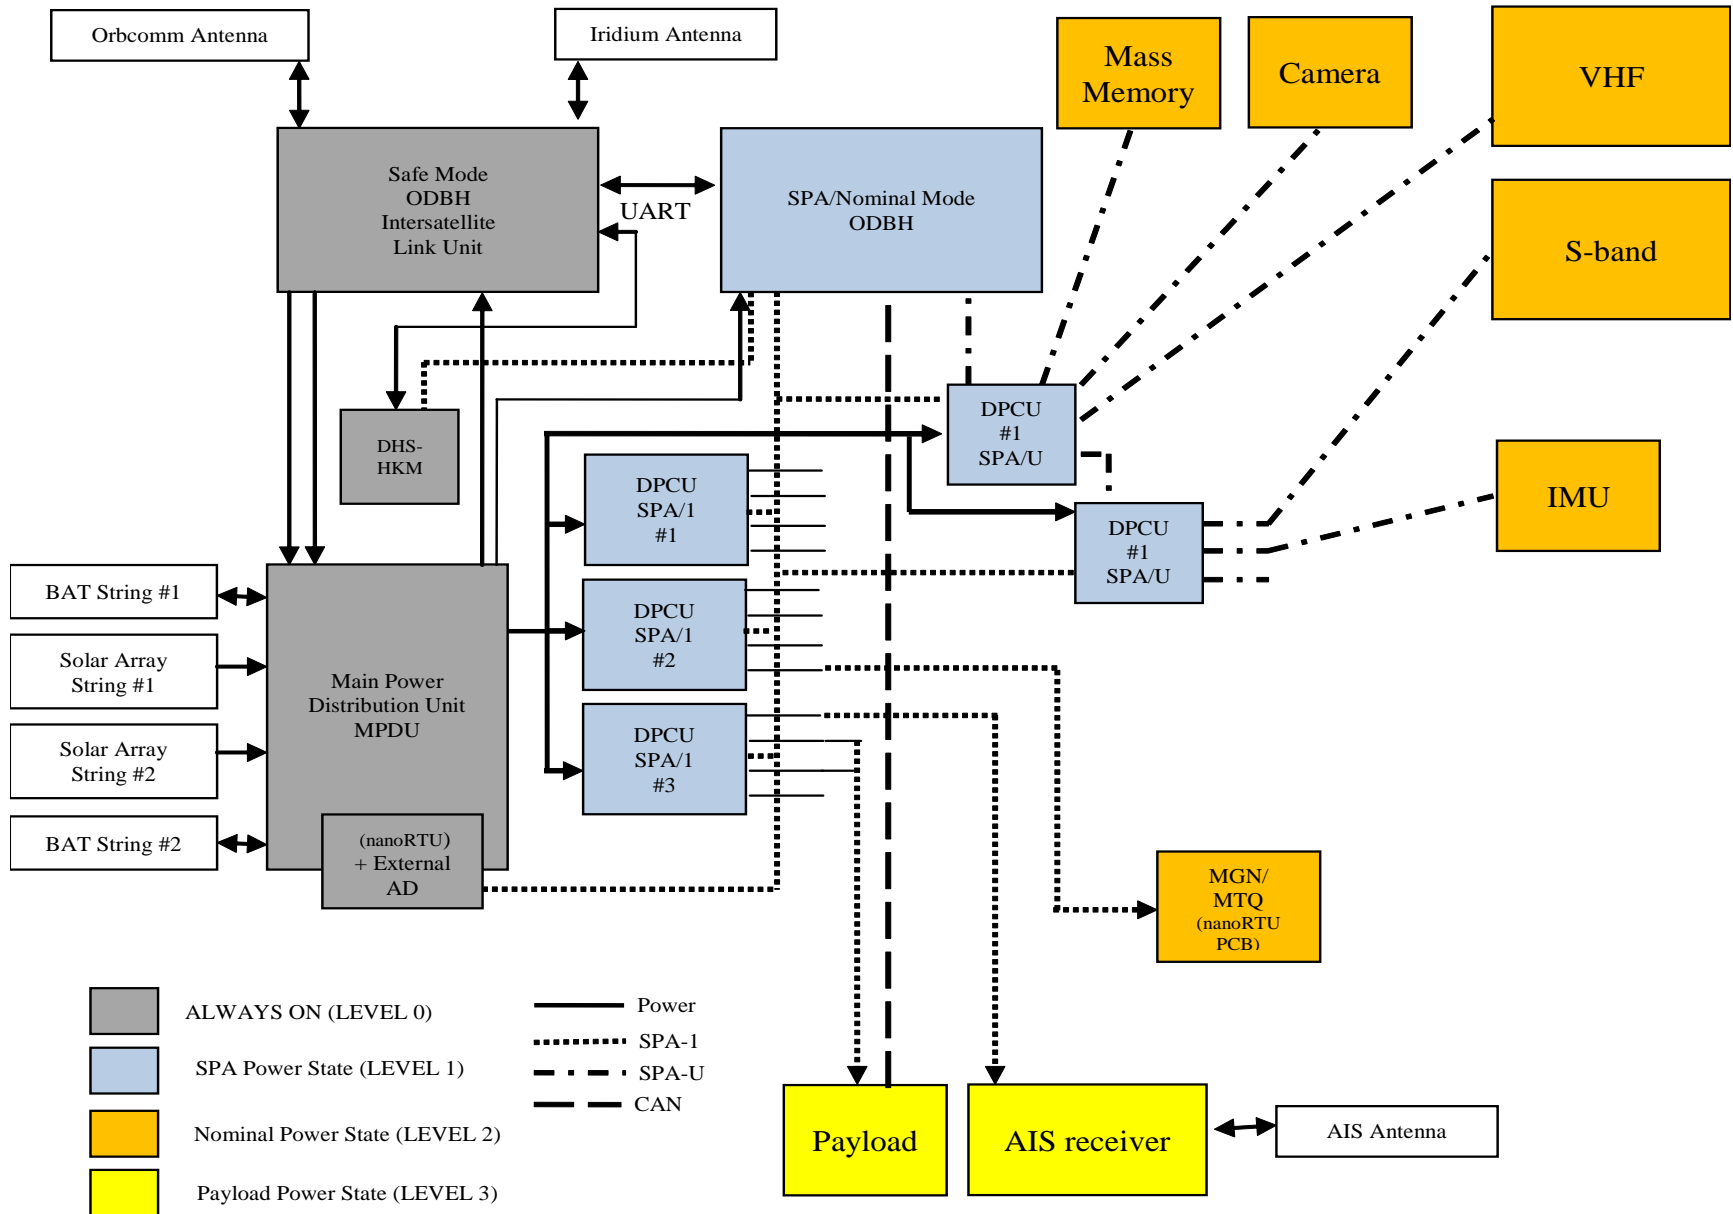 Orbcomm Antenna
Iridium Antenna
Mass
Memory
Camera
VHF
Safe Mode
ODBH
Intersatellite
Link Unit
UART
SPA/Nominal Mode
ODBH
S-band
DHS-
HKM
DPCU
#1
SPA/U
DPCU
SPA/1
#1
DPCU
#1
SPA/U
IMU
BAT String #1
Solar Array
String #1
Solar Array
String #2
BAT String #2
Main Power
Distribution Unit
MPDU
(nanoRTU)
+ External
AD
DPCU
SPA/1
#2
DPCU
SPA/1
#3
MGN/
MTQ
(nanoRTU
PCB)
ALWAYS ON (LEVEL 0)
SPA Power State (LEVEL 1)
Nominal Power State (LEVEL 2)
Payload Power State (LEVEL 3)
Power
SPA-1
SPA-U
CAN
Payload
AIS receiver
AIS Antenna